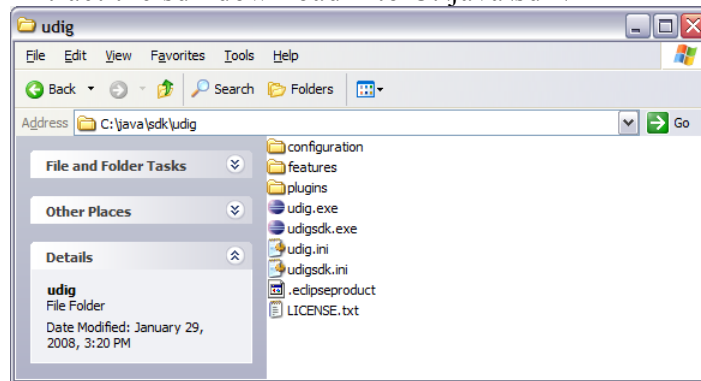 udig
File Edit View Favorites Tools Help
Back Search Folders
Address C:\java\sdk\udig Go
File and Folder Tasks
Other Places
Details
udig
File Folder
Date Modified: January 29,
2008, 3:20 PM
configuration
features
plugins
udig.exe
udigsdk.exe
udig.ini
udigsdk.ini
.eclipseproduct
LICENSE.txt